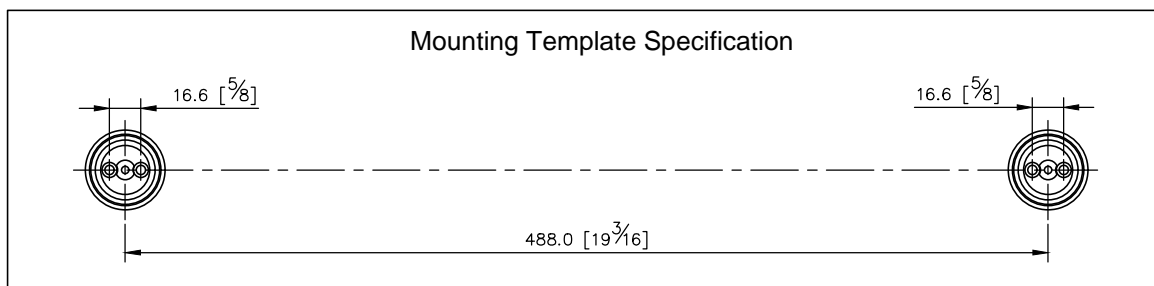 Mounting Template Specification
16.6 [5/8]
16.6 [5/8]
488.0 [19 3/16]